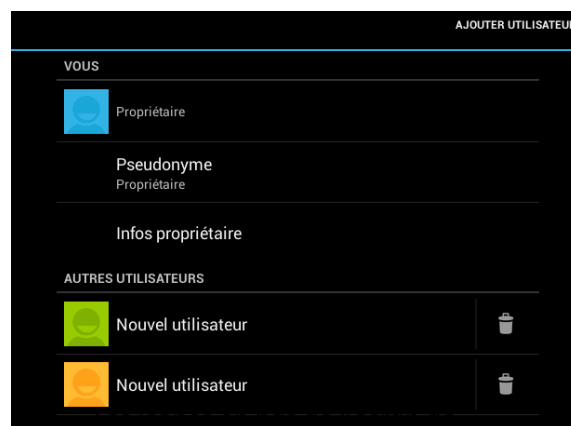 AJOUTER UTILISATEUR
VOUS
Propriétaire
Pseudonyme
Propriétaire
Infos propriétaire
AUTRES UTILISATEURS
Nouvel utilisateur
Nouvel utilisateur